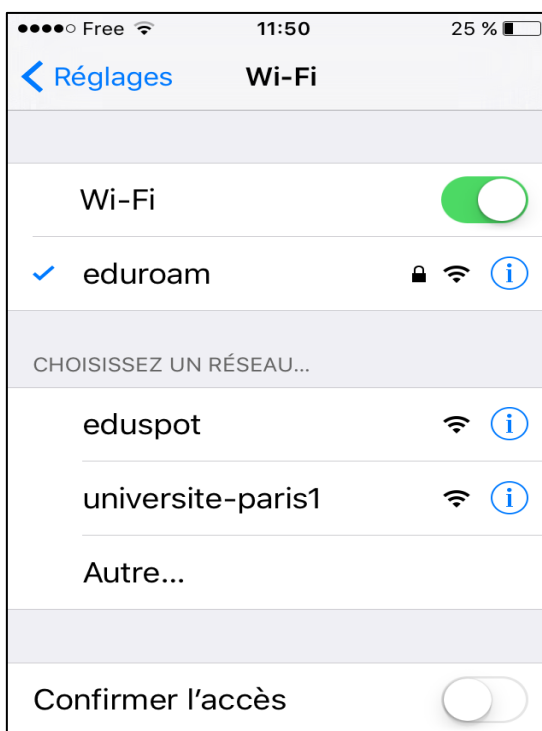 Free 11:50 25 %
Réglages Wi-Fi
Wi-Fi
eduroam
CHOISISSEZ UN RÉSEAU...
eduspot
universite-paris1
Autre...
Confirmer l’accès